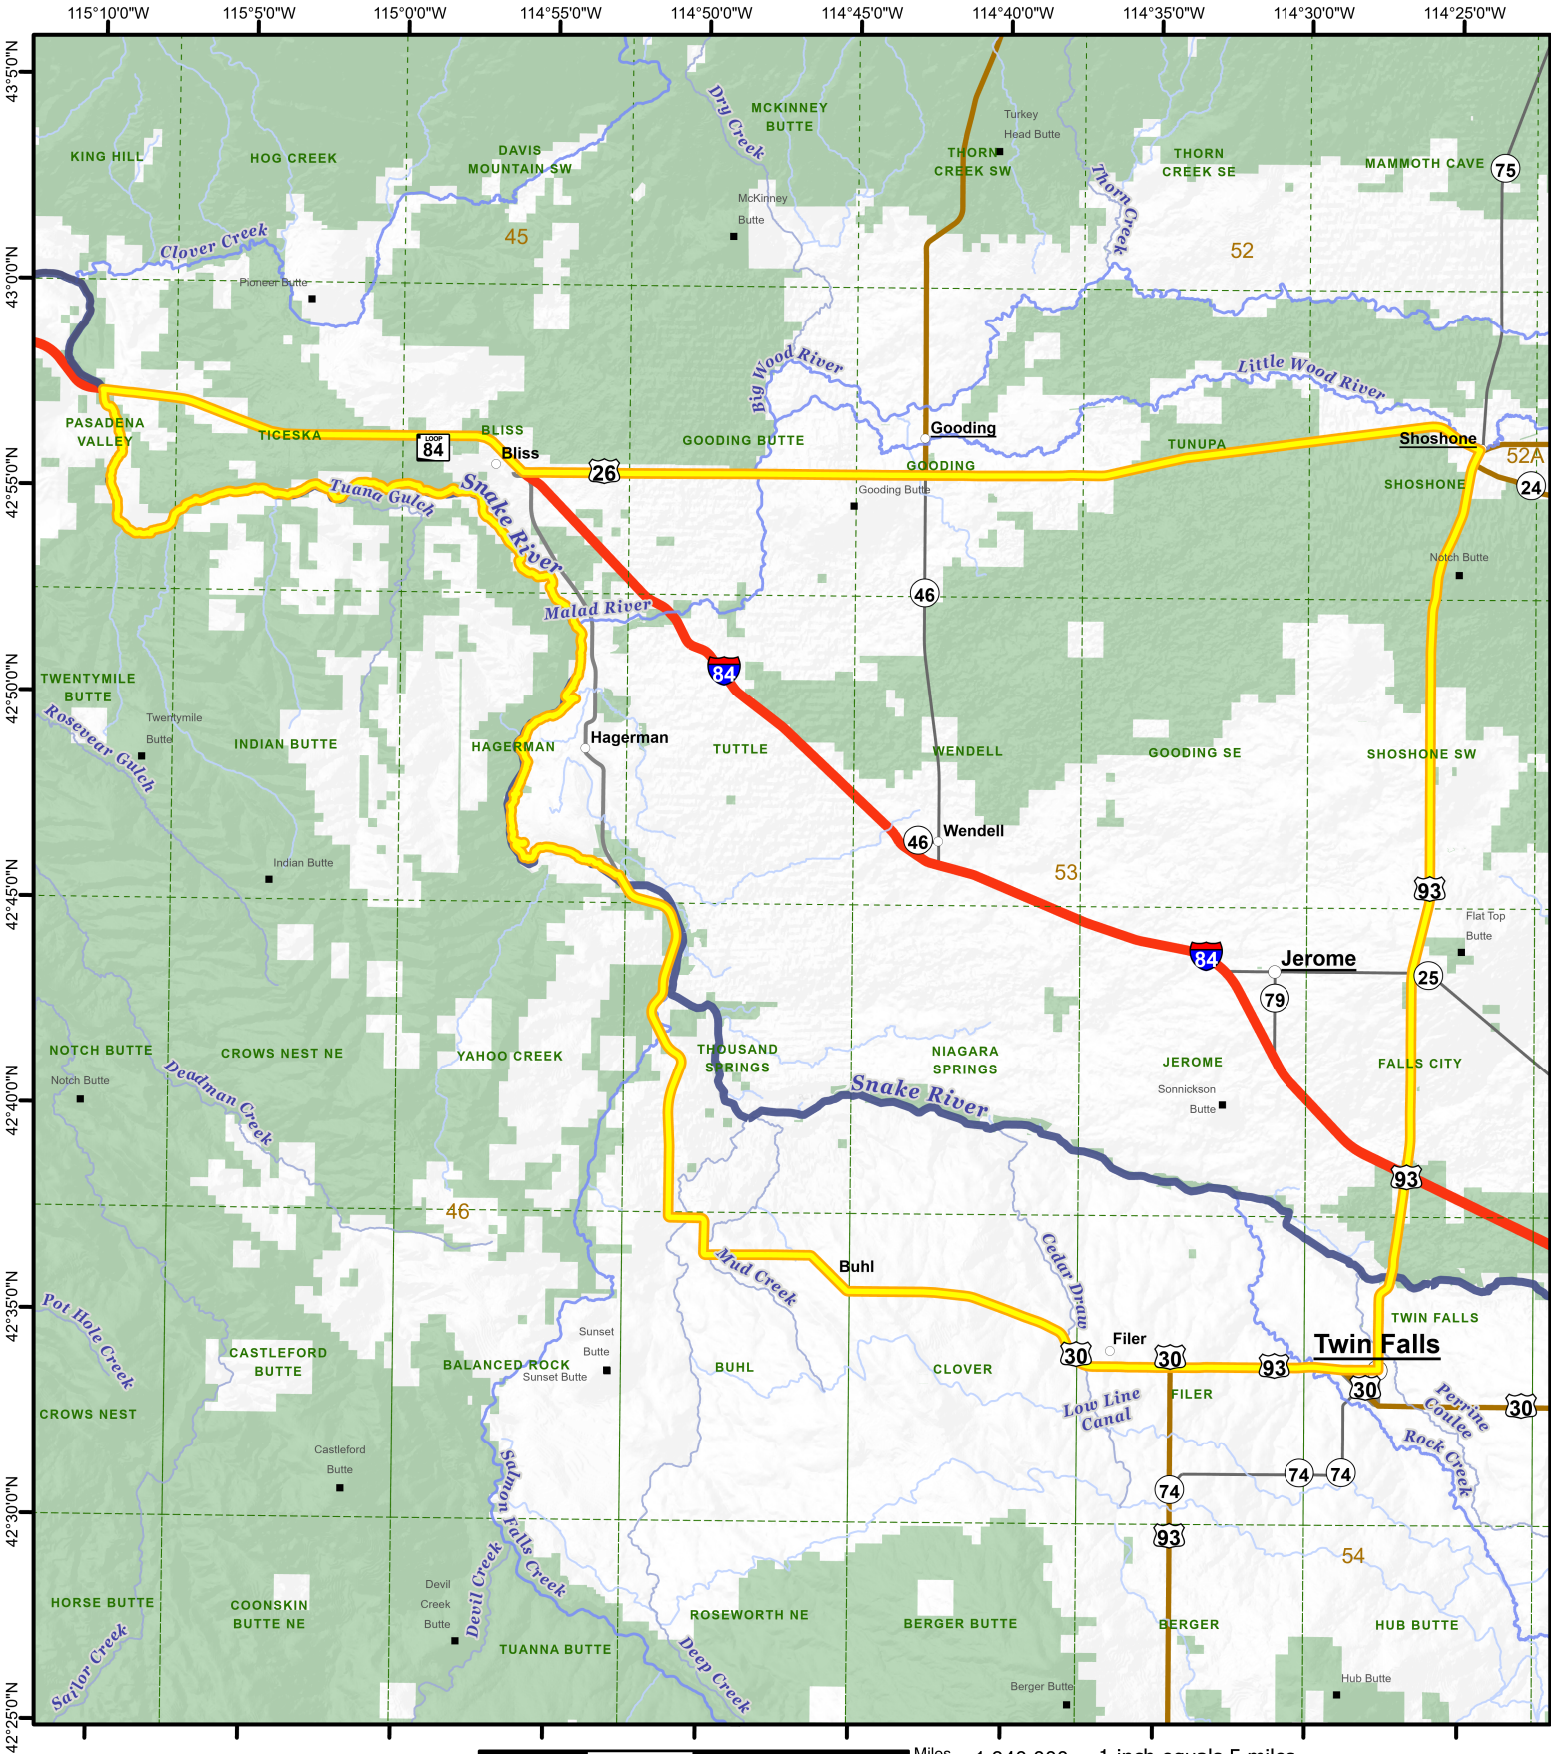 115°10'0"W 115°5'0"W 115°0'0"W 114°55'0"W 114°50'0"W 114°45'0"W 114°40'0"W 114°35'0"W 114°30'0"W 114°25'0"W
43°5'0"N
43°0'0"N
42°55'0"N
42°50'0"N
42°45'0"N
42°40'0"N
42°35'0"N
42°30'0"N
42°25'0"N
KING HILL
HOG CREEK
DAVIS
MOUNTAIN SW
Dry Creek
MCKINNEY
BUTTE
Turkey
Head Butte
THORN
CREEK SW
THORN
CREEK SE
MAMMOTH CAVE
75
Thorn Creek
McKinney
Butte
45
52
Clover Creek
Pioneer Butte
Big Wood River
Little Wood River
PASADENA
VALLEY
TICESKA
LOOP
84
BLISS
Bliss
26
GOODING BUTTE
Gooding
GOODING
TUNUPA
Shoshone
52A
SHOSHONE
24
Gooding Butte
Tuana Gulch
Snake River
Notch Butte
46
Malad River
84
TWENTYMILE
BUTTE
Rosevear Gulch
Twentymile
Butte
INDIAN BUTTE
HAGERMAN
Hagerman
TUTTLE
WENDELL
GOODING SE
SHOSHONE SW
46
Wendell
Indian Butte
53
93
Flat Top
Butte
84
Jerome
25
79
NOTCH BUTTE
CROWS NEST NE
YAHOO CREEK
THOUSAND
SPRINGS
NIAGARA
SPRINGS
JEROME
FALLS CITY
Notch Butte
Deadman Creek
Snake River
Sonnickson
Butte
93
46
Mud Creek
Buhl
Cedar Draw
Pot Hole Creek
CASTLEFORD
BUTTE
Sunset
Butte
BALANCED ROCK
Sunset Butte
BUHL
CLOVER
30
Filer
30
93
TWIN FALLS
Twin Falls
30
30
FILER
Low Line
Canal
Perrine
Coulee
Rock Creek
CROWS NEST
Castleford
Butte
Salmon Falls Creek
74
74
74
93
54
Devil Creek
HORSE BUTTE
COONSKIN
BUTTE NE
Devil
Creek
Butte
TUANNA BUTTE
ROSEWORTH NE
BERGER BUTTE
BERGER
HUB BUTTE
Sailor Creek
Deep Creek
Berger Butte
Hub Butte
Miles
1 inch equals 5 miles